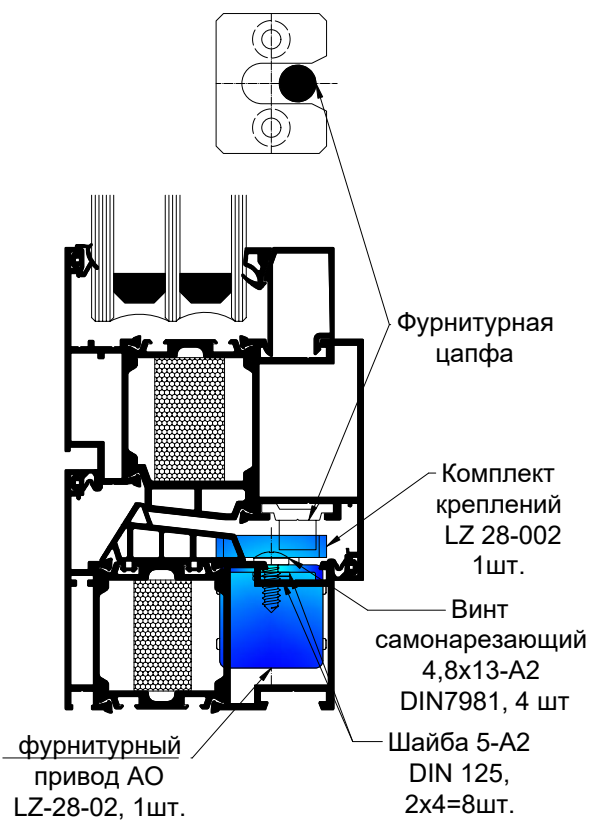 Фурнитурная
цапфа
Комплект
креплений
LZ 28-002
1шт.
Винт
самонарезающий
4,8x13-A2
DIN7981, 4 шт
Шайба 5-A2
DIN 125,
2x4=8шт.
фурнитурный
привод АО
LZ-28-02, 1шт.